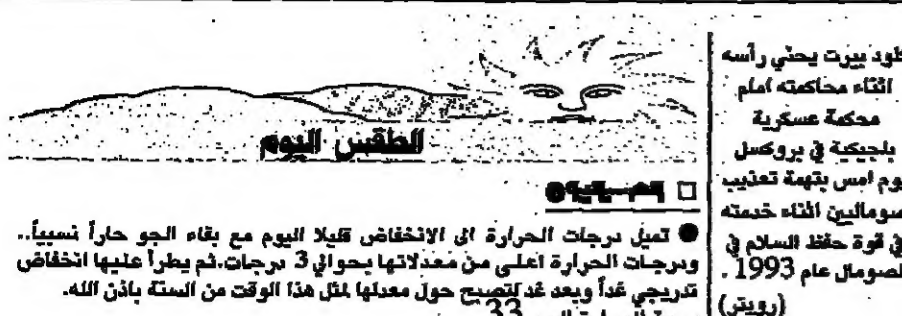 كلود بيرت يحني رأسه
اثناء محاكمته امام
محكمة عسكرية
بلجيكية في بروكسل
يوم امس بتهمة تعذيب
صوماليين اثناء خدمته
في قوة حفظ السلام في
الصومال عام 1993 .
(رويتر)
الطقس اليوم
● تميل درجات الحرارة الى الانخفاض قليلا اليوم مع بقاء الجو حاراً نسبياً..
ودرجات الحرارة اعلى من معدلاتها بحوالي 3 درجات.ثم يطرأ عليها انخفاض
تدريجي غداً وبعد غد لتصبح حول معدلها لمثل هذا الوقت من السنة باذن الله.
33